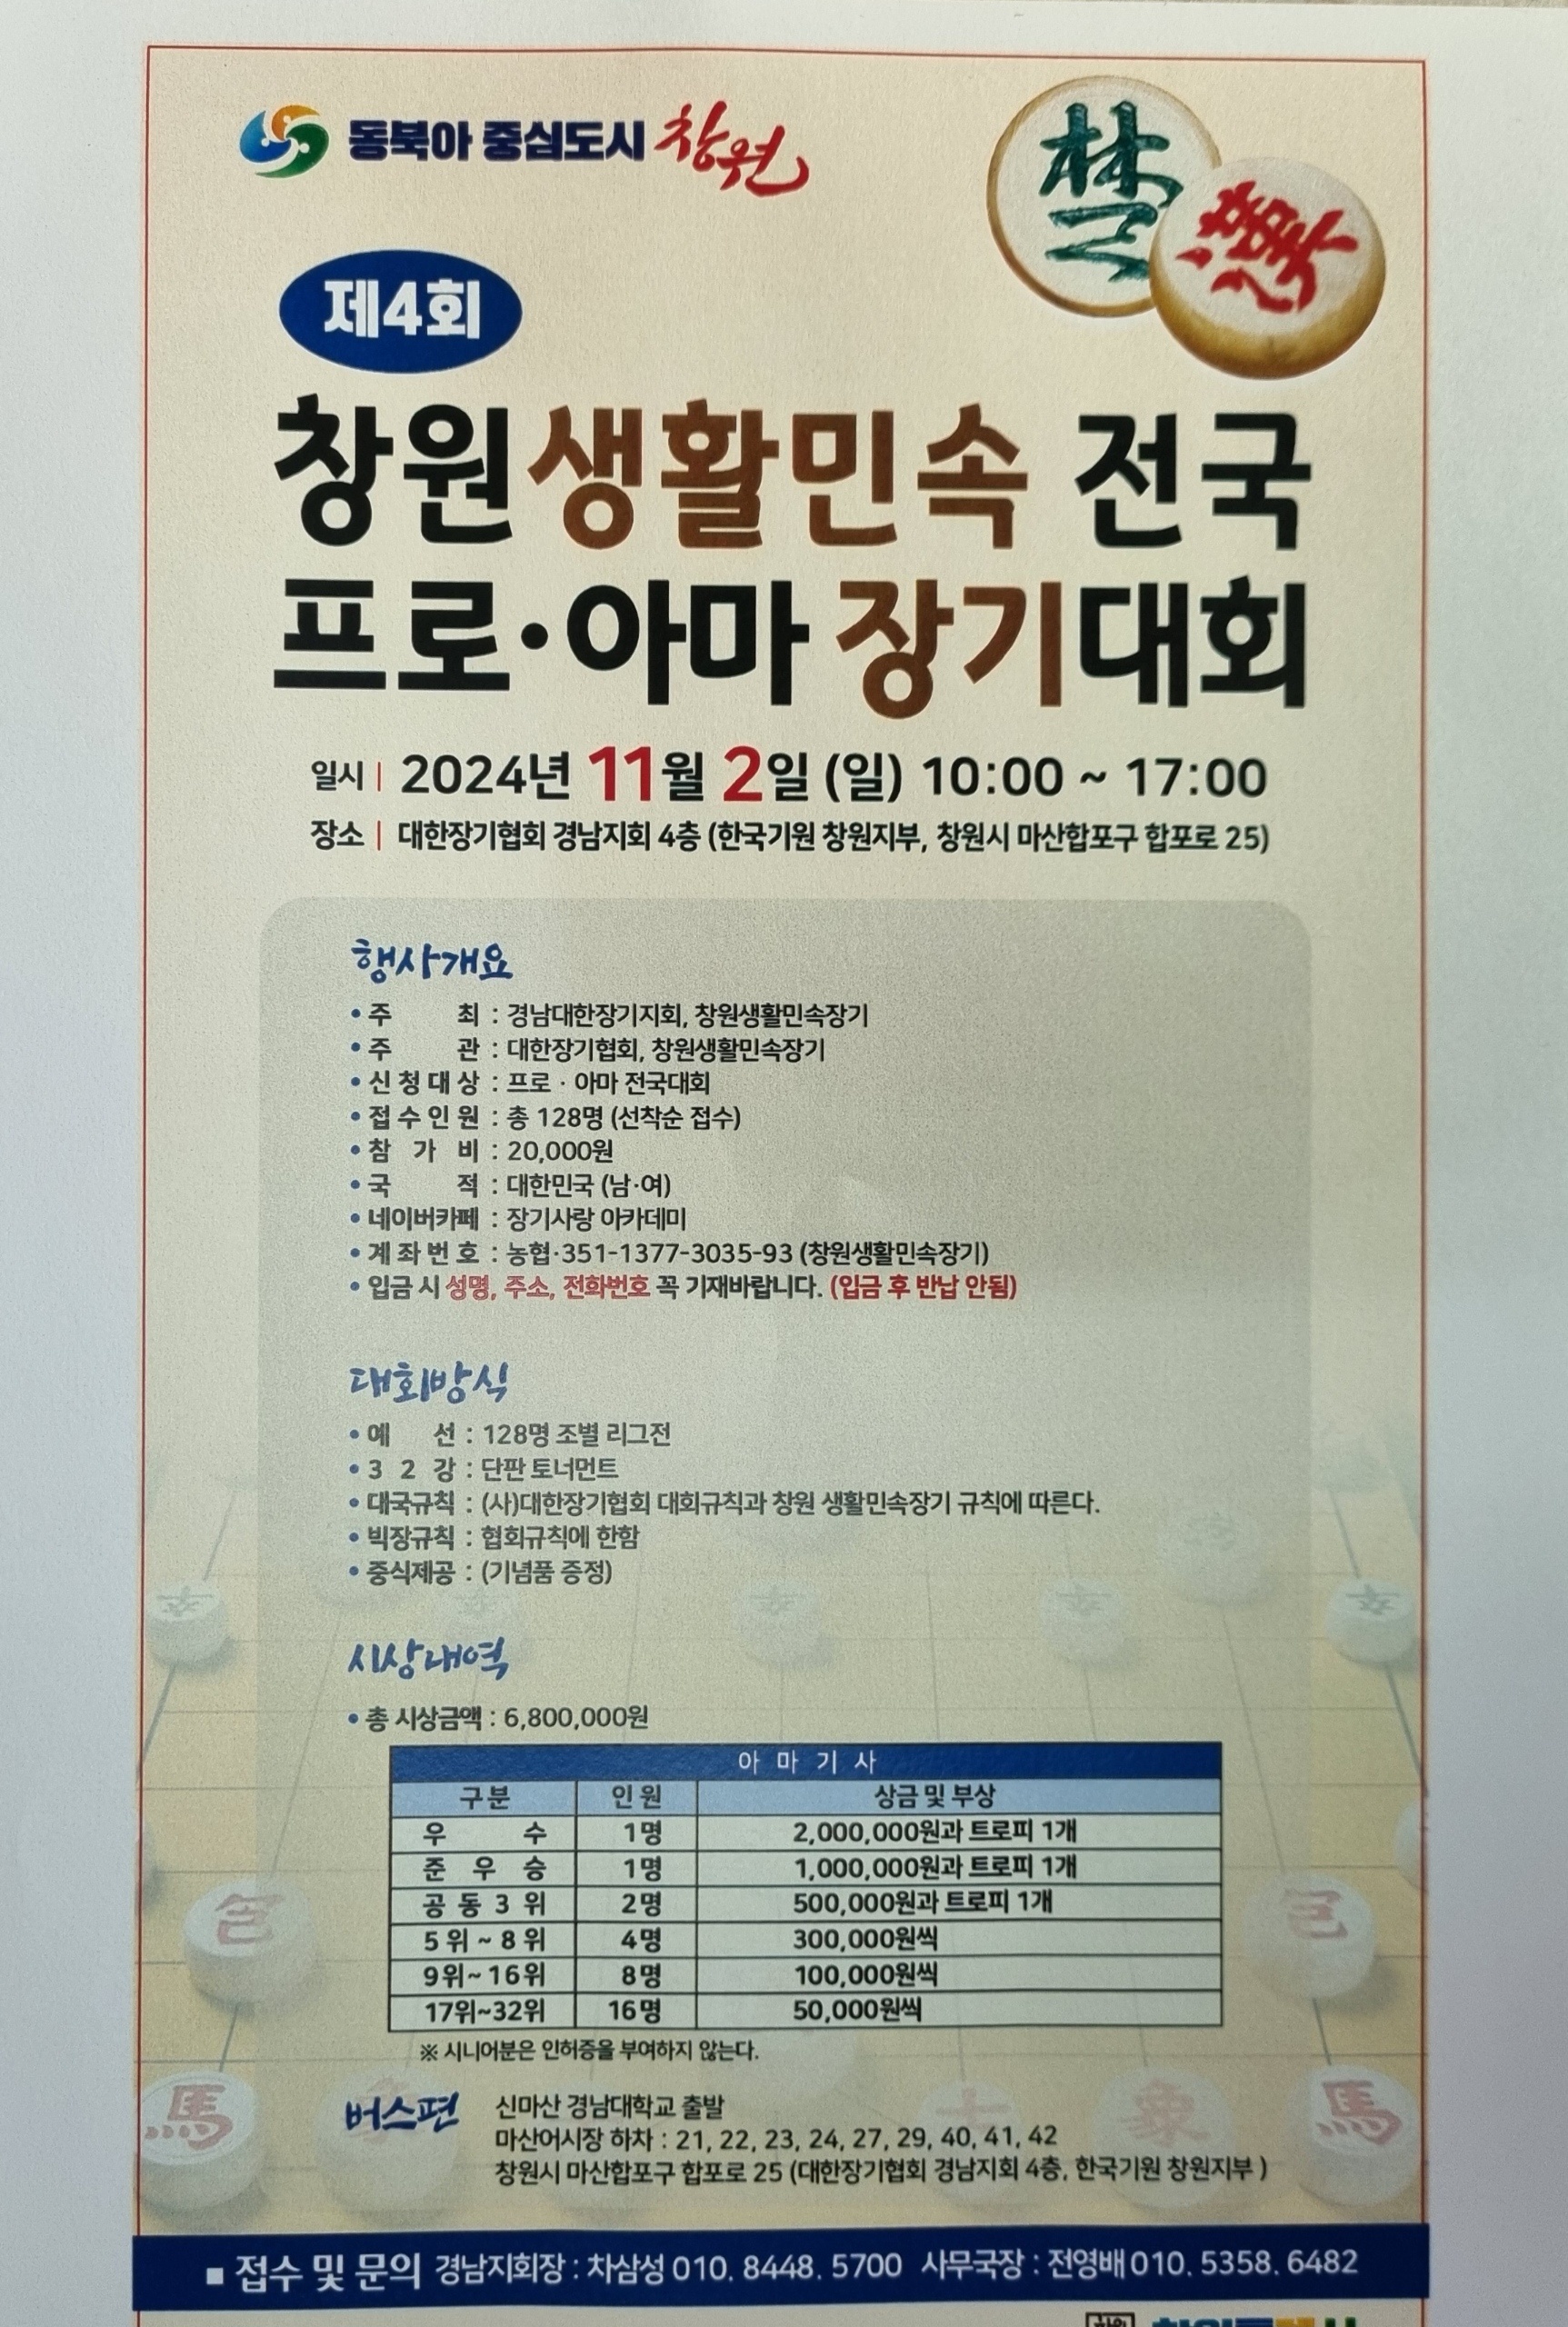 동북아 중심도시 창원
楚
漢
제4회
창원생활민속 전국
프로·아마 장기대회
일시 | 2024년 11월 2일 (일) 10:00 ~ 17:00
장소 | 대한장기협회 경남지회 4층 (한국기원 창원지부, 창원시 마산합포구 합포로 25)
행사개요
• 주 최 : 경남대한장기지회, 창원생활민속장기
• 주 관 : 대한장기협회, 창원생활민속장기
• 신청대상 : 프로 · 아마 전국대회
• 접수인원 : 총 128명 (선착순 접수)
• 참 가 비 : 20,000원
• 국 적 : 대한민국 (남·여)
• 네이버카페 : 장기사랑 아카데미
• 계좌번호 : 농협·351-1377-3035-93 (창원생활민속장기)
• 입금 시 성명, 주소, 전화번호 꼭 기재바랍니다. (입금 후 반납 안됨)
대회방식
• 예 선 : 128명 조별 리그전
• 3 2 강 : 단판 토너먼트
• 대국규칙 : (사)대한장기협회 대회규칙과 창원 생활민속장기 규칙에 따른다.
• 빅장규칙 : 협회규칙에 한함
• 중식제공 : (기념품 증정)
시상내역
• 총 시상금액 : 6,800,000원
아 마 기 사
구분 인원 상금 및 부상
우 수 1명 2,000,000원과 트로피 1개
준 우 승 1명 1,000,000원과 트로피 1개
공 동 3 위 2명 500,000원과 트로피 1개
5위 ~ 8위 4명 300,000원씩
9위~ 16위 8명 100,000원씩
17위~32위 16명 50,000원씩
※ 시니어분은 인허증을 부여하지 않는다.
버스편 신마산 경남대학교 출발
마산어시장 하차 : 21, 22, 23, 24, 27, 29, 40, 41, 42
창원시 마산합포구 합포로 25 (대한장기협회 경남지회 4층, 한국기원 창원지부 )
■ 접수 및 문의 경남지회장 : 차삼성 010. 8448. 5700 사무국장 : 전영배 010. 5358. 6482